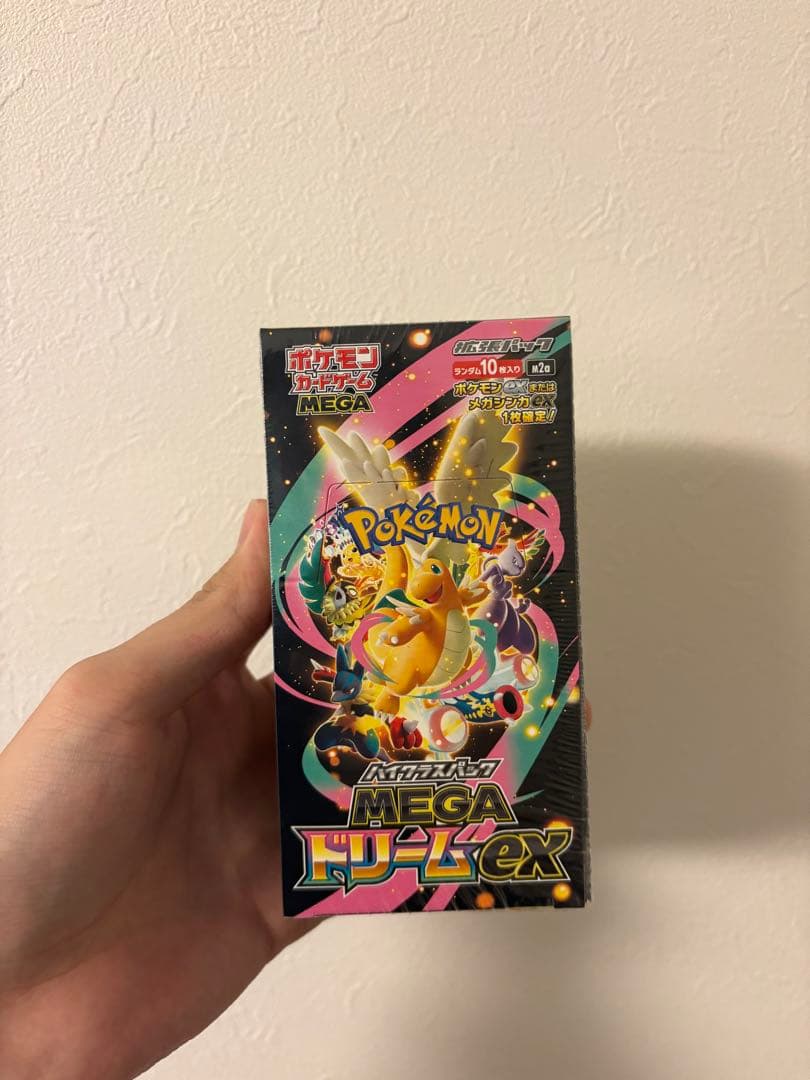 ポケモン
カードゲーム
MEGA
拡張パック
ランダム10枚入り
M2a
ポケモンexまたは
メガシンカex
1枚確定!
POKÉMON
ハイクラスパック
MEGA
ドリームex